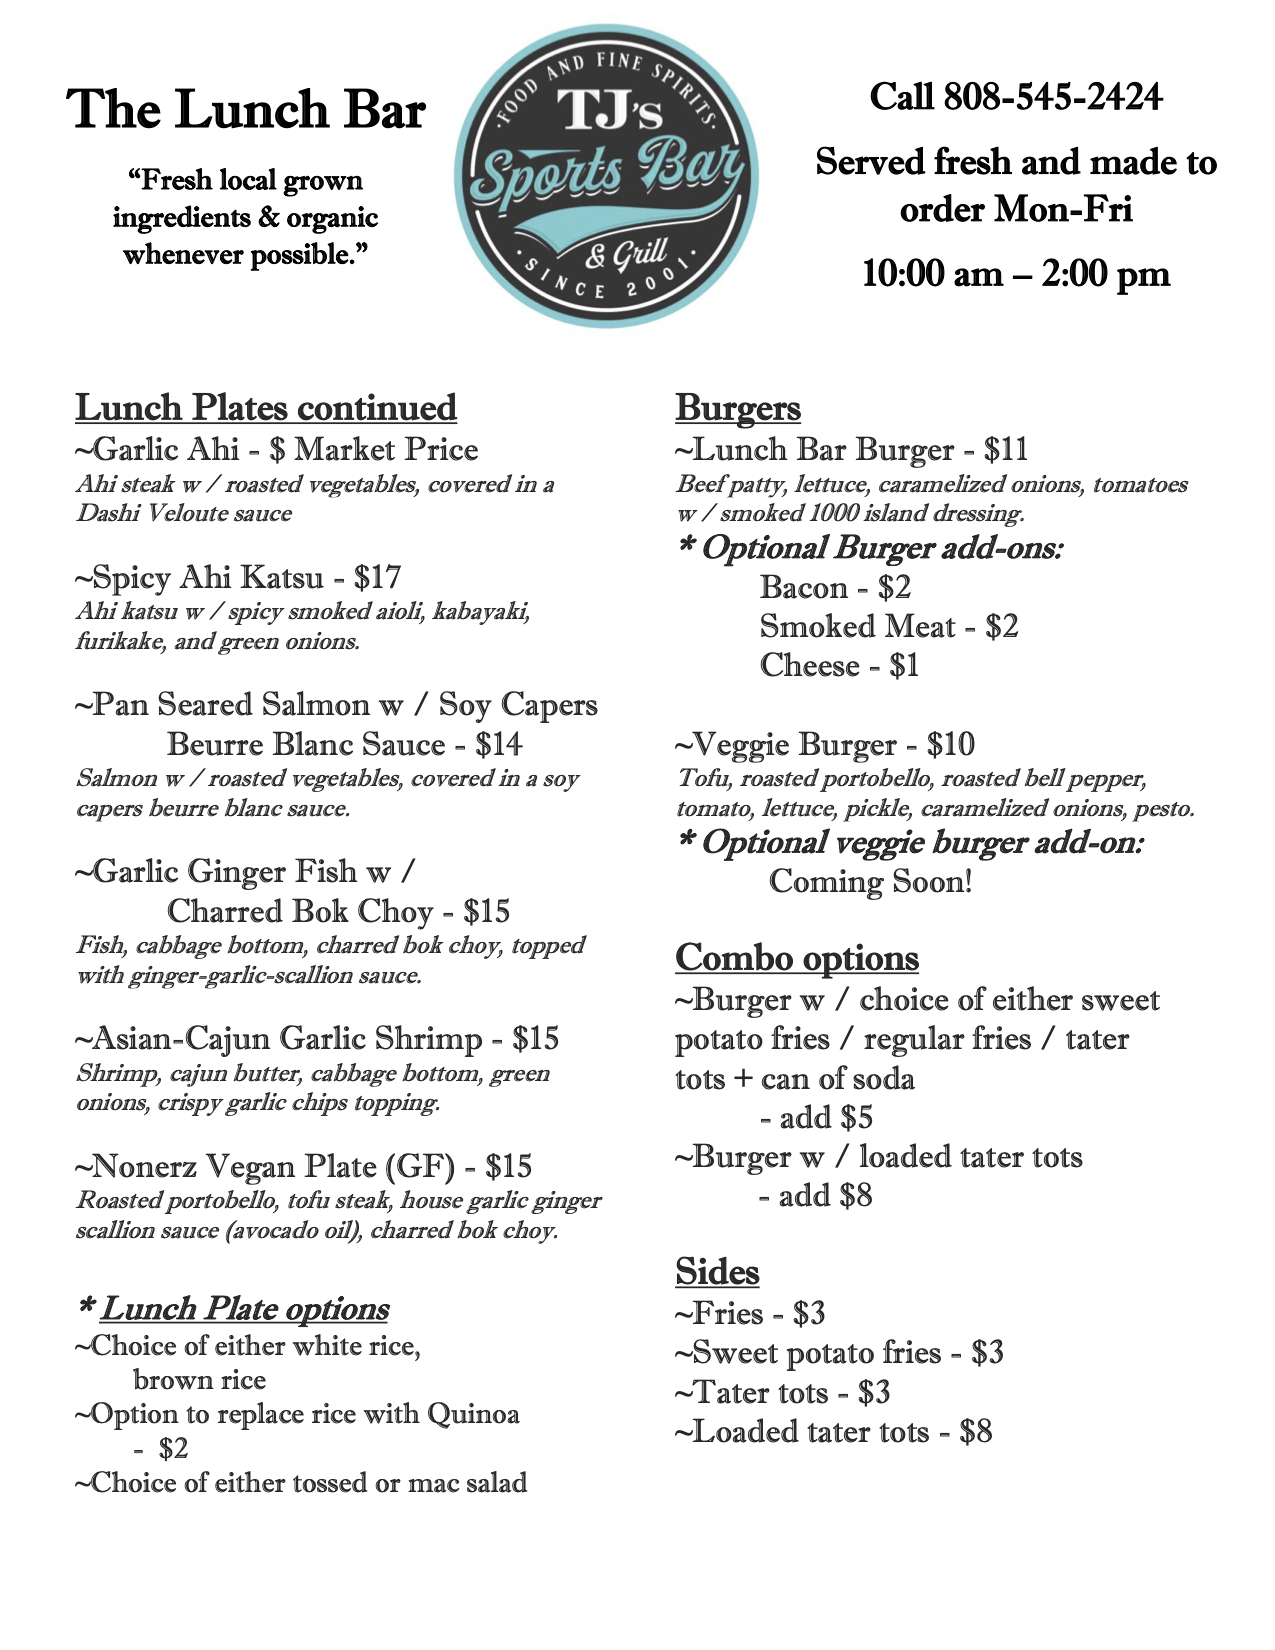 The Lunch Bar
“Fresh local grown
ingredients & organic
whenever possible.”
·FOOD AND FINE SPIRITS·
TJ's
Sports Bar
& Grill
·SINCE 2001·
Call 808-545-2424
Served fresh and made to
order Mon-Fri
10:00 am – 2:00 pm
Lunch Plates continued
~Garlic Ahi - $ Market Price
Ahi steak w / roasted vegetables, covered in a
Dashi Veloute sauce
~Spicy Ahi Katsu - $17
Ahi katsu w / spicy smoked aioli, kabayaki,
furikake, and green onions.
~Pan Seared Salmon w / Soy Capers
Beurre Blanc Sauce - $14
Salmon w / roasted vegetables, covered in a soy
capers beurre blanc sauce.
~Garlic Ginger Fish w /
Charred Bok Choy - $15
Fish, cabbage bottom, charred bok choy, topped
with ginger-garlic-scallion sauce.
~Asian-Cajun Garlic Shrimp - $15
Shrimp, cajun butter, cabbage bottom, green
onions, crispy garlic chips topping.
~Nonerz Vegan Plate (GF) - $15
Roasted portobello, tofu steak, house garlic ginger
scallion sauce (avocado oil), charred bok choy.
* Lunch Plate options
~Choice of either white rice,
brown rice
~Option to replace rice with Quinoa
- $2
~Choice of either tossed or mac salad
Burgers
~Lunch Bar Burger - $11
Beef patty, lettuce, caramelized onions, tomatoes
w / smoked 1000 island dressing.
* Optional Burger add-ons:
Bacon - $2
Smoked Meat - $2
Cheese - $1
~Veggie Burger - $10
Tofu, roasted portobello, roasted bell pepper,
tomato, lettuce, pickle, caramelized onions, pesto.
* Optional veggie burger add-on:
Coming Soon!
Combo options
~Burger w / choice of either sweet
potato fries / regular fries / tater
tots + can of soda
- add $5
~Burger w / loaded tater tots
- add $8
Sides
~Fries - $3
~Sweet potato fries - $3
~Tater tots - $3
~Loaded tater tots - $8